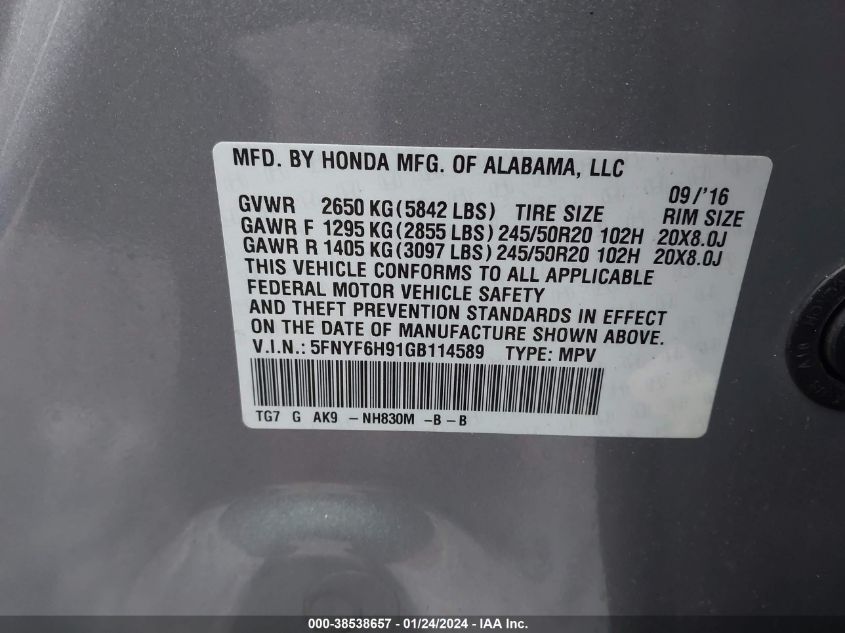 MFD. BY HONDA MFG. OF ALABAMA, LLC
09/'16
GVWR 2650 KG(5842 LBS) TIRE SIZE RIM SIZE
GAWR F 1295 KG(2855 LBS)245/50R20 102H 20X8.0J
GAWR R 1405 KG(3097 LBS)245/50R20 102H 20X8.0J
THIS VEHICLE CONFORMS TO ALL APPLICABLE
FEDERAL MOTOR VEHICLE SAFETY
AND THEFT PREVENTION STANDARDS IN EFFECT
ON THE DATE OF MANUFACTURE SHOWN ABOVE.
V.I.N.: 5FNYF6H91GB114589 TYPE: MPV
TG7 G AK9 – NH830M –B – B
000-38538657 - 01/24/2024 - IAA Inc.